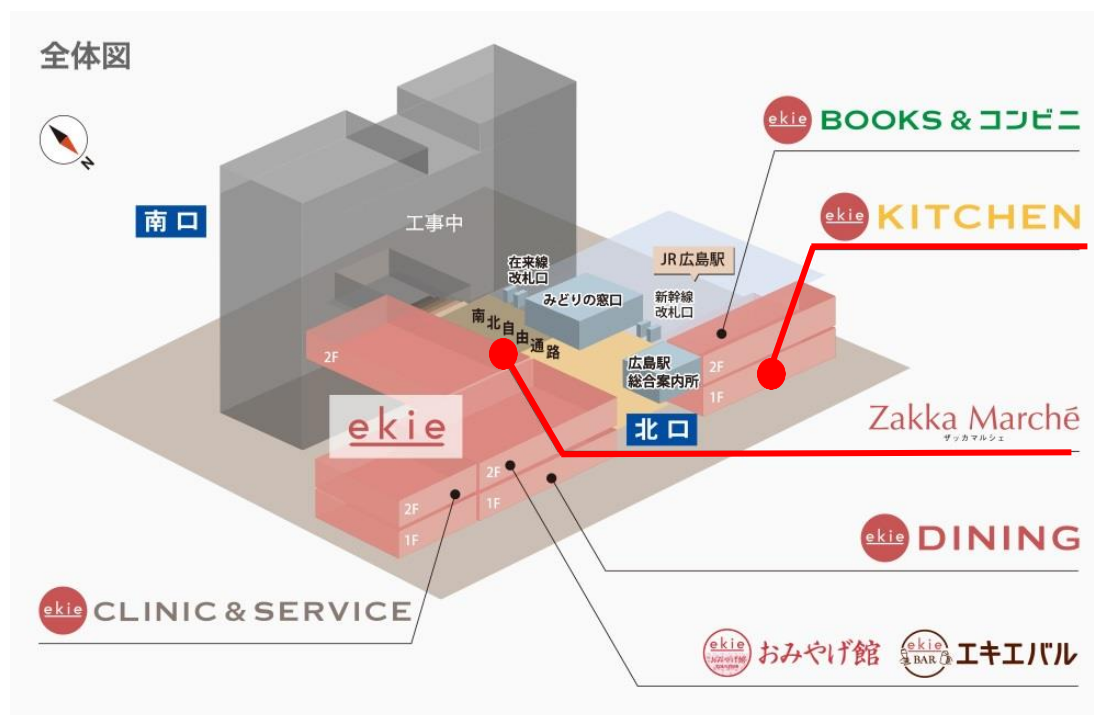 全体図
N
ekie BOOKS & コンビニ
ekie KITCHEN
南口
工事中
在来線
改札口
みどりの窓口
JR広島駅
新幹線
改札口
南北自由通路
2F
広島駅
総合案内所
2F
1F
ekie
北口
Zakka Marché
ザッカマルシェ
2F
1F
2F
1F
ekie DINING
ekie CLINIC & SERVICE
ekie おみやげ館
ekie BAR エキエバル